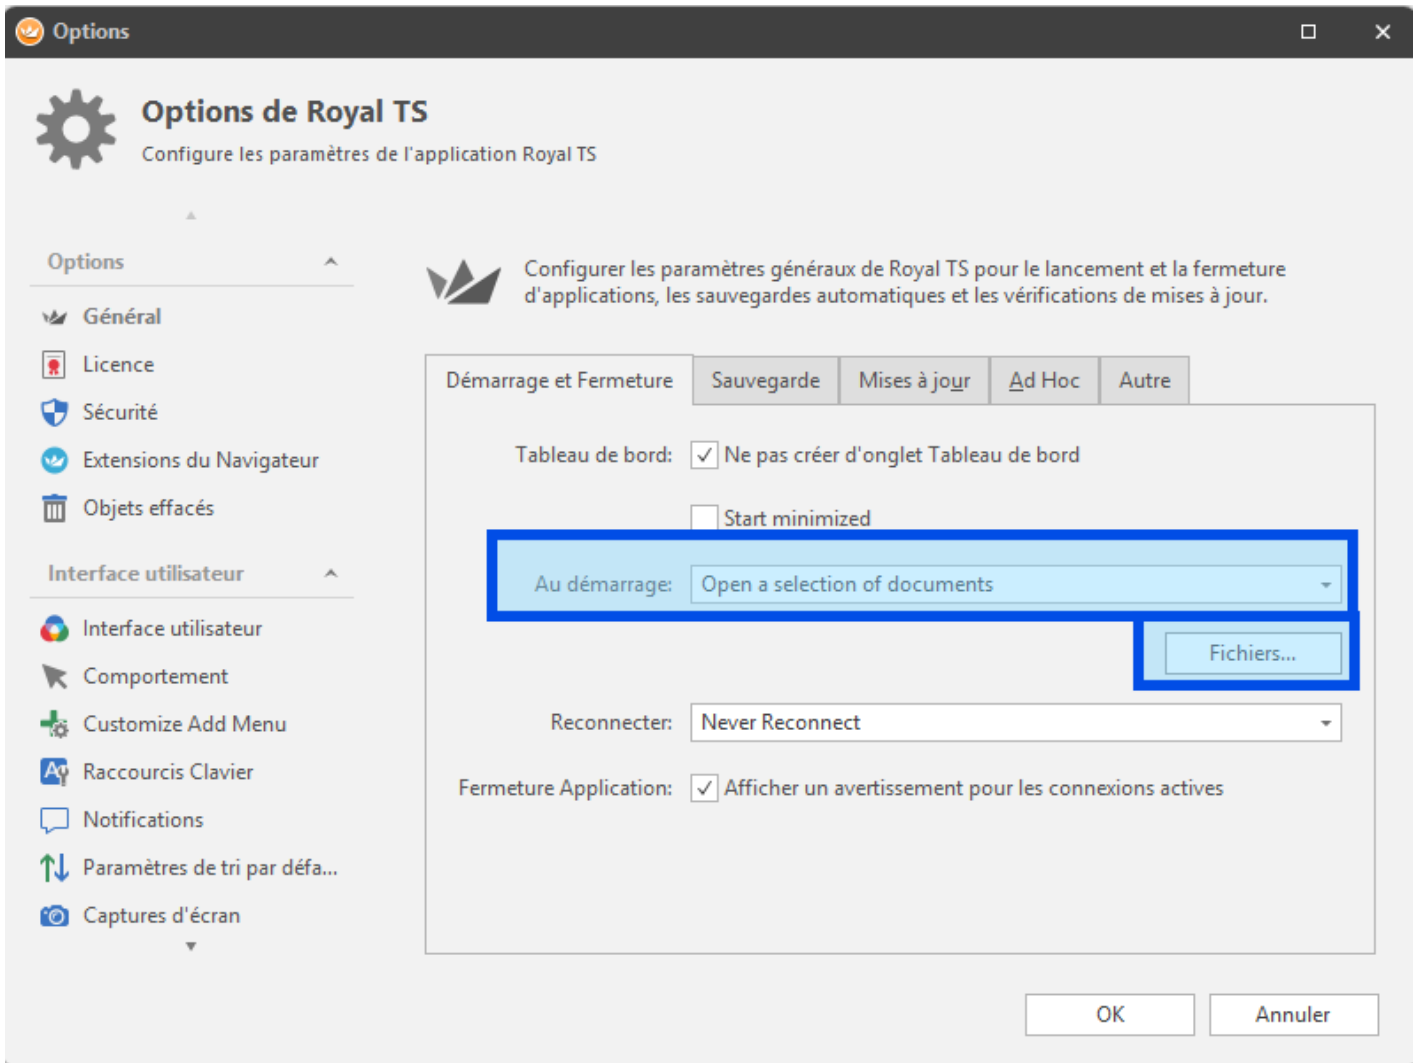 Options
Options de Royal TS
Configure les paramètres de l'application Royal TS
Options
Général
Licence
Sécurité
Extensions du Navigateur
Objets effacés
Interface utilisateur
Interface utilisateur
Comportement
Customize Add Menu
Raccourcis Clavier
Notifications
Paramètres de tri par défa...
Captures d'écran
Configurer les paramètres généraux de Royal TS pour le lancement et la fermeture
d'applications, les sauvegardes automatiques et les vérifications de mises à jour.
Démarrage et Fermeture Sauvegarde Mises à jour Ad Hoc Autre
Tableau de bord: Ne pas créer d'onglet Tableau de bord
Start minimized
Au démarrage: Open a selection of documents
Fichiers...
Reconnecter: Never Reconnect
Fermeture Application: Afficher un avertissement pour les connexions actives
OK Annuler